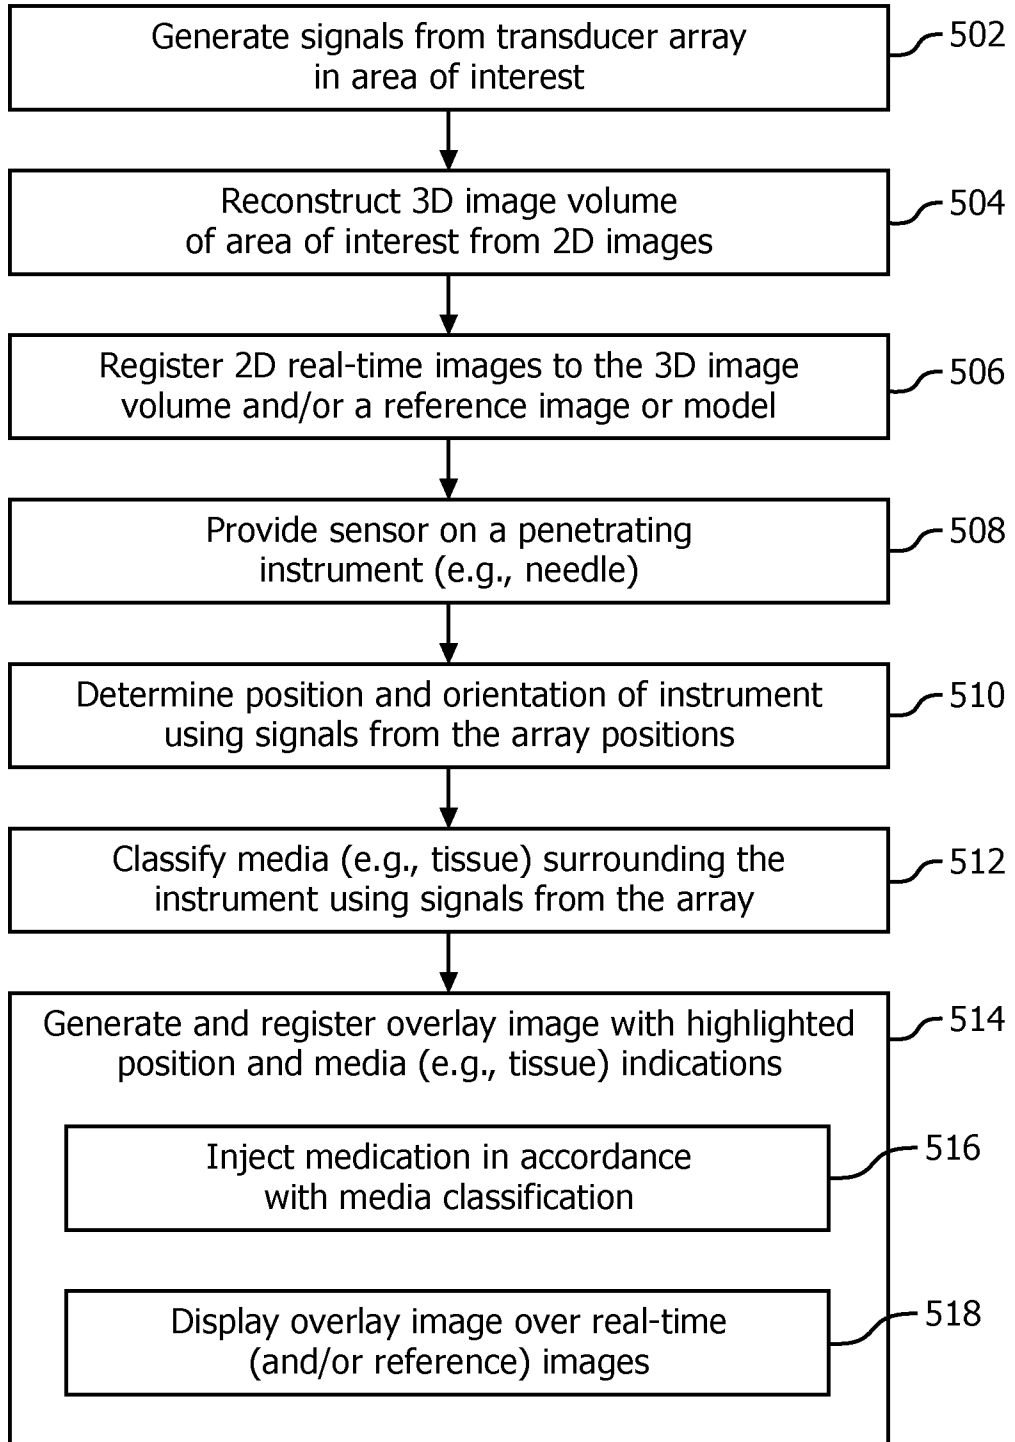 Generate signals from transducer array
in area of interest
502
Reconstruct 3D image volume
of area of interest from 2D images
504
Register 2D real-time images to the 3D image
volume and/or a reference image or model
506
Provide sensor on a penetrating
instrument (e.g., needle)
508
Determine position and orientation of instrument
using signals from the array positions
510
Classify media (e.g., tissue) surrounding the
instrument using signals from the array
512
Generate and register overlay image with highlighted
position and media (e.g., tissue) indications
514
Inject medication in accordance
with media classification
516
Display overlay image over real-time
(and/or reference) images
518